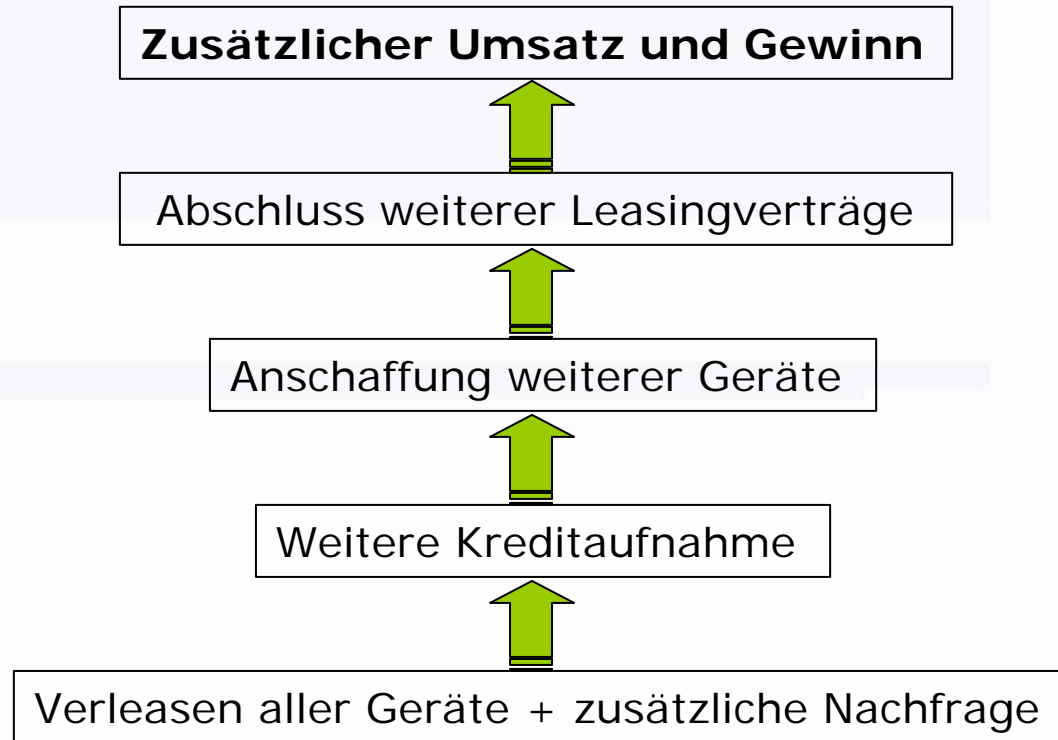 Zusätzlicher Umsatz und Gewinn
Abschluss weiterer Leasingverträge
Anschaffung weiterer Geräte
Weitere Kreditaufnahme
Verleasen aller Geräte + zusätzliche Nachfrage